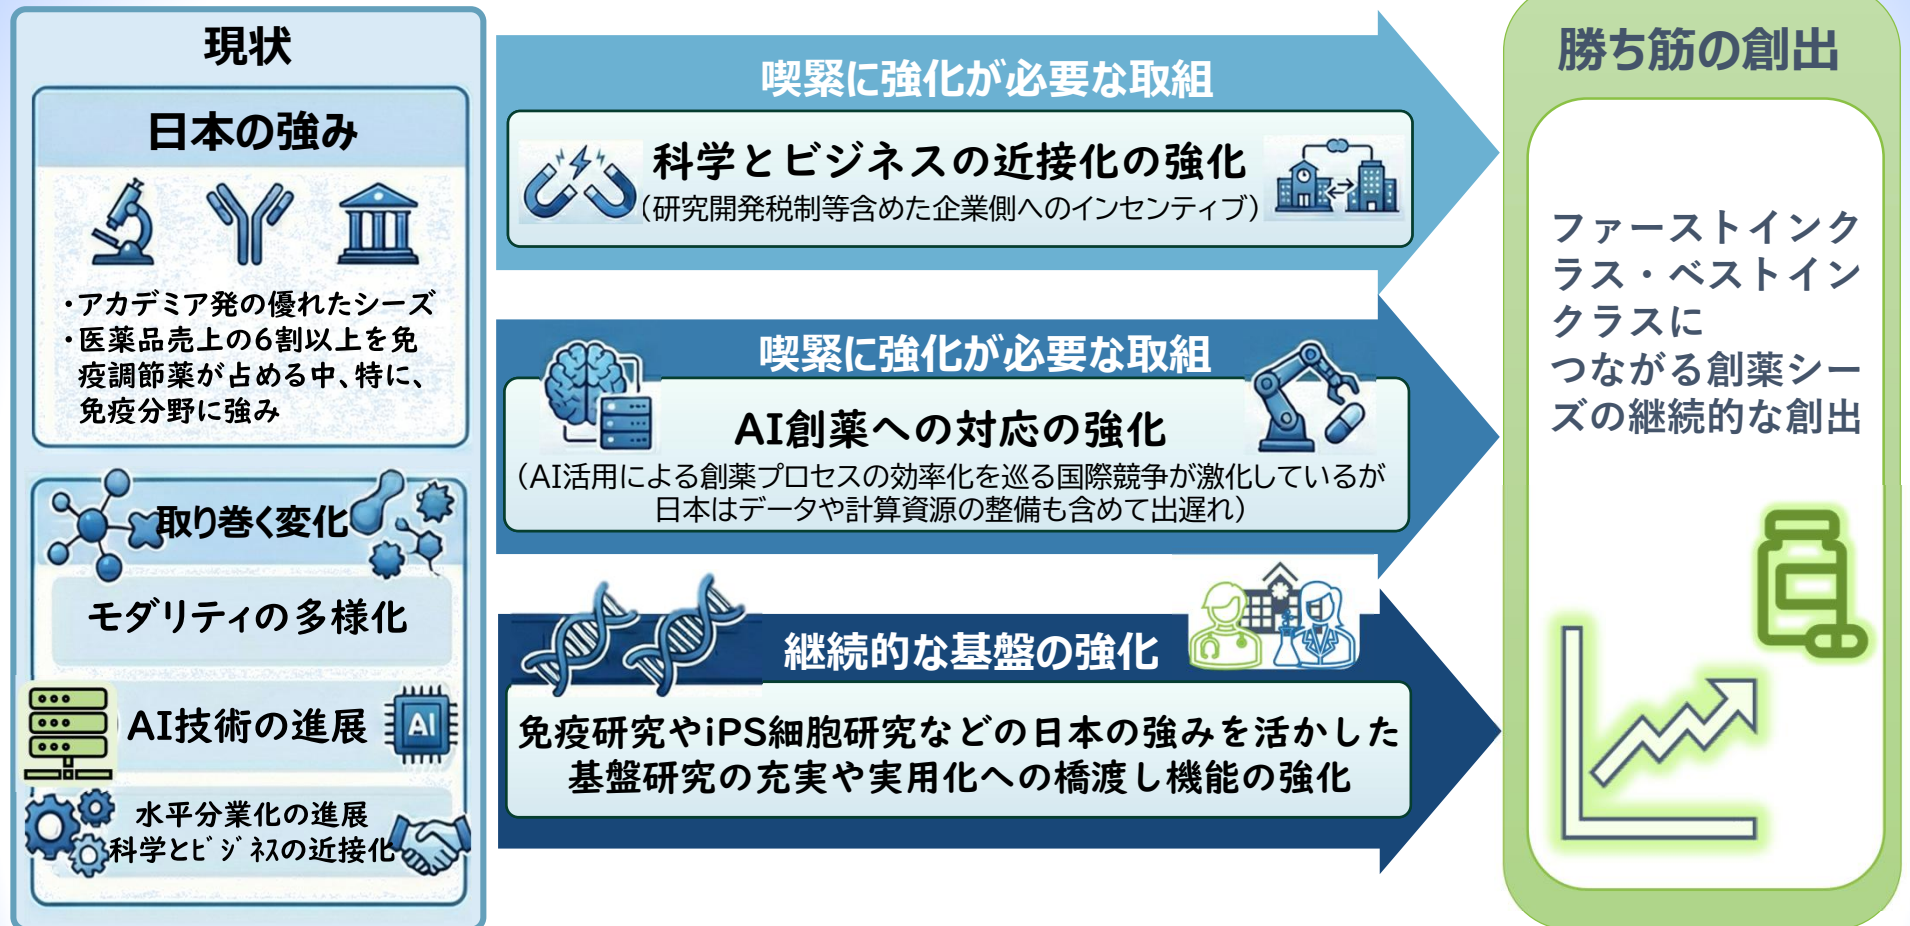 現状
日本の強み
・アカデミア発の優れたシーズ
・医薬品売上の6割以上を免
疫調節薬が占める中、特に、
免疫分野に強み
取り巻く変化
モダリティの多様化
AI技術の進展
AI
水平分業化の進展
科学とビジネスの近接化
喫緊に強化が必要な取組
科学とビジネスの近接化の強化
（研究開発税制等含めた企業側へのインセンティブ）
喫緊に強化が必要な取組
AI創薬への対応の強化
（AI活用による創薬プロセスの効率化を巡る国際競争が激化しているが
日本はデータや計算資源の整備も含めて出遅れ）
継続的な基盤の強化
免疫研究やiPS細胞研究などの日本の強みを活かした
基盤研究の充実や実用化への橋渡し機能の強化
勝ち筋の創出
ファーストインク
ラス・ベストイン
クラスに
つながる創薬シー
ズの継続的な創出